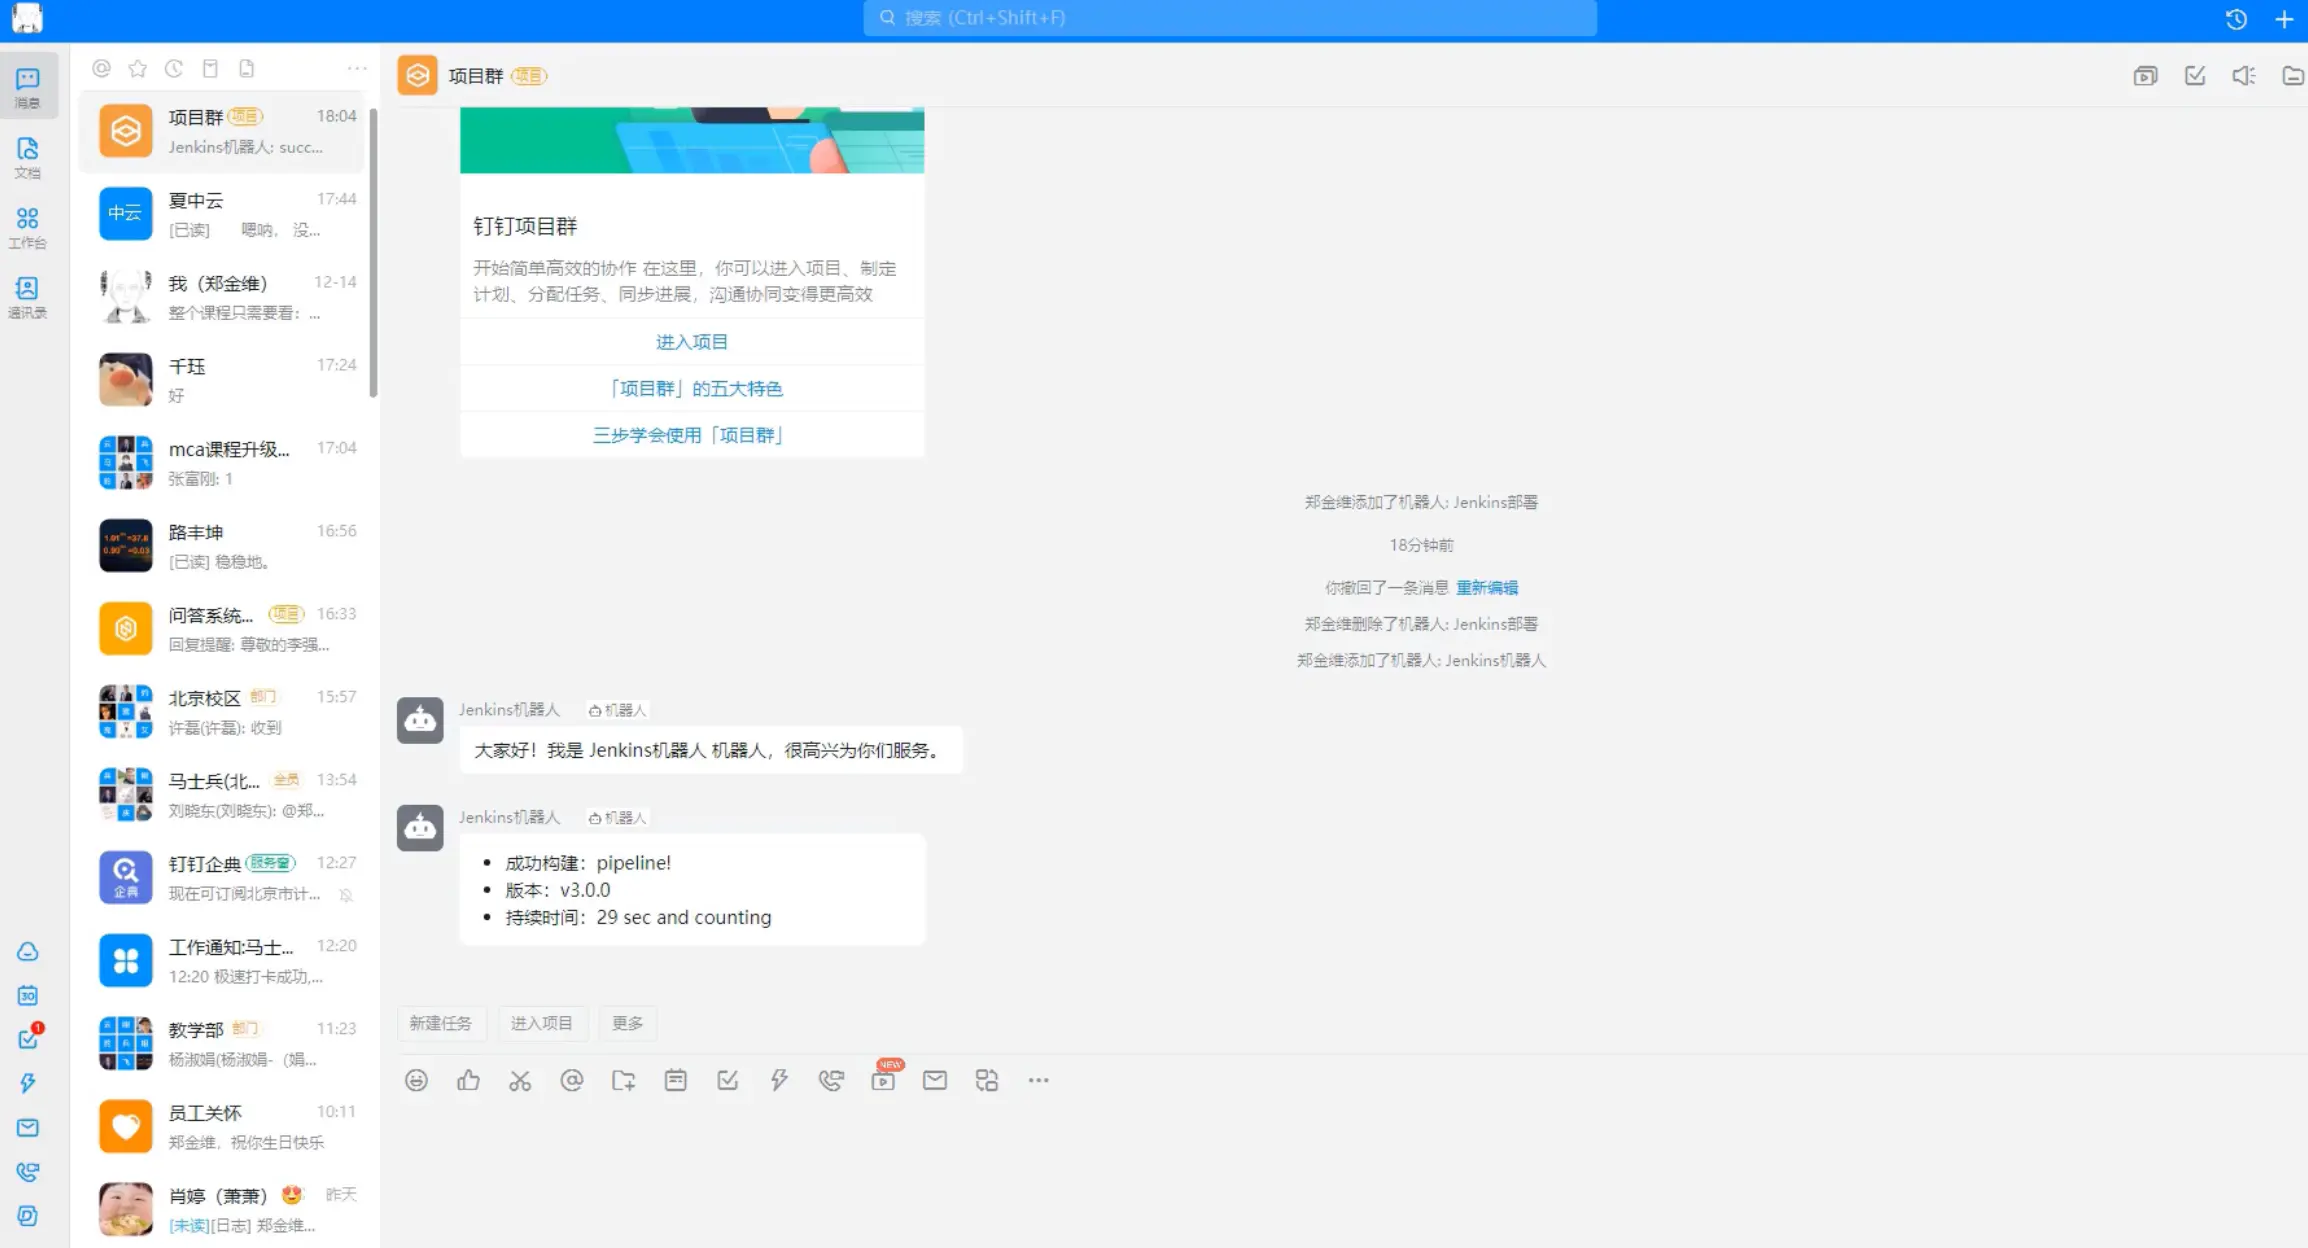 搜索 (Ctrl+Shift+F)
消息
文档
工作台
通讯录
30
1
项目群 项目 18:04
Jenkins机器人: succ...
中云
夏中云 17:44
[已读] 嗯呐， 没...
我（郑金维） 12-14
整个课程只需要看：...
千珏 17:24
好
mca课程升级... 17:04
张富刚: 1
路丰坤 16:56
[已读] 稳稳地。
问答系统... 项目 16:33
回复提醒: 尊敬的李强...
北京校区 部门 15:57
许磊(许磊): 收到
马士兵(北... 全员 13:54
刘晓东(刘晓东): @郑...
企典
钉钉企典 服务窗 12:27
现在可订阅北京市计...
工作通知:马士... 12:20
12:20 极速打卡成功,...
教学部 部门 11:23
杨淑娟(杨淑娟-（娟...
员工关怀 10:11
郑金维，祝你生日快乐
肖婷（萧萧） 昨天
[未读][日志] 郑金维...
项目群 项目
钉钉项目群
开始简单高效的协作 在这里，你可以进入项目、制定
计划、分配任务、同步进展，沟通协同变得更高效
进入项目
「项目群」的五大特色
三步学会使用「项目群」
郑金维添加了机器人: Jenkins部署
18分钟前
你撤回了一条消息 重新编辑
郑金维删除了机器人: Jenkins部署
郑金维添加了机器人: Jenkins机器人
Jenkins机器人 机器人
大家好！我是 Jenkins机器人 机器人，很高兴为你们服务。
Jenkins机器人 机器人
• 成功构建：pipeline!
• 版本：v3.0.0
• 持续时间：29 sec and counting
新建任务 进入项目 更多
NEW